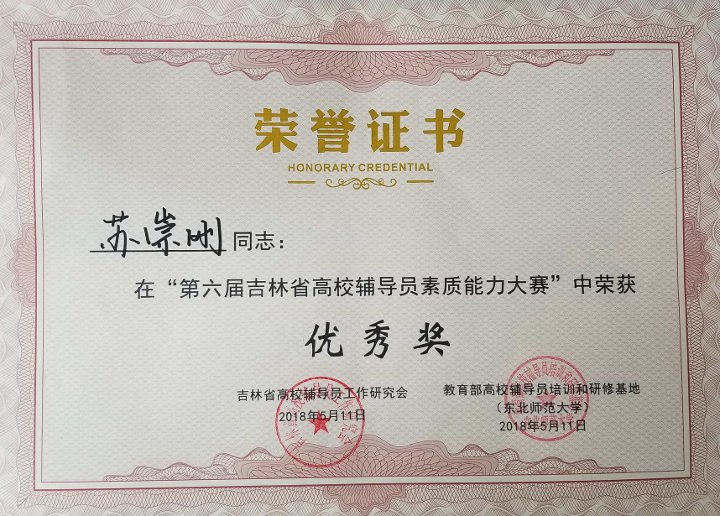 荣誉证书
HONORARY CREDENTIAL
苏崇刚 同志：
在“第六届吉林省高校辅导员素质能力大赛”中荣获
优秀奖
吉林省高校辅导员工作研究会
2018年5月11日
教育部高校辅导员培训和研修基地
（东北师范大学）
2018年5月11日